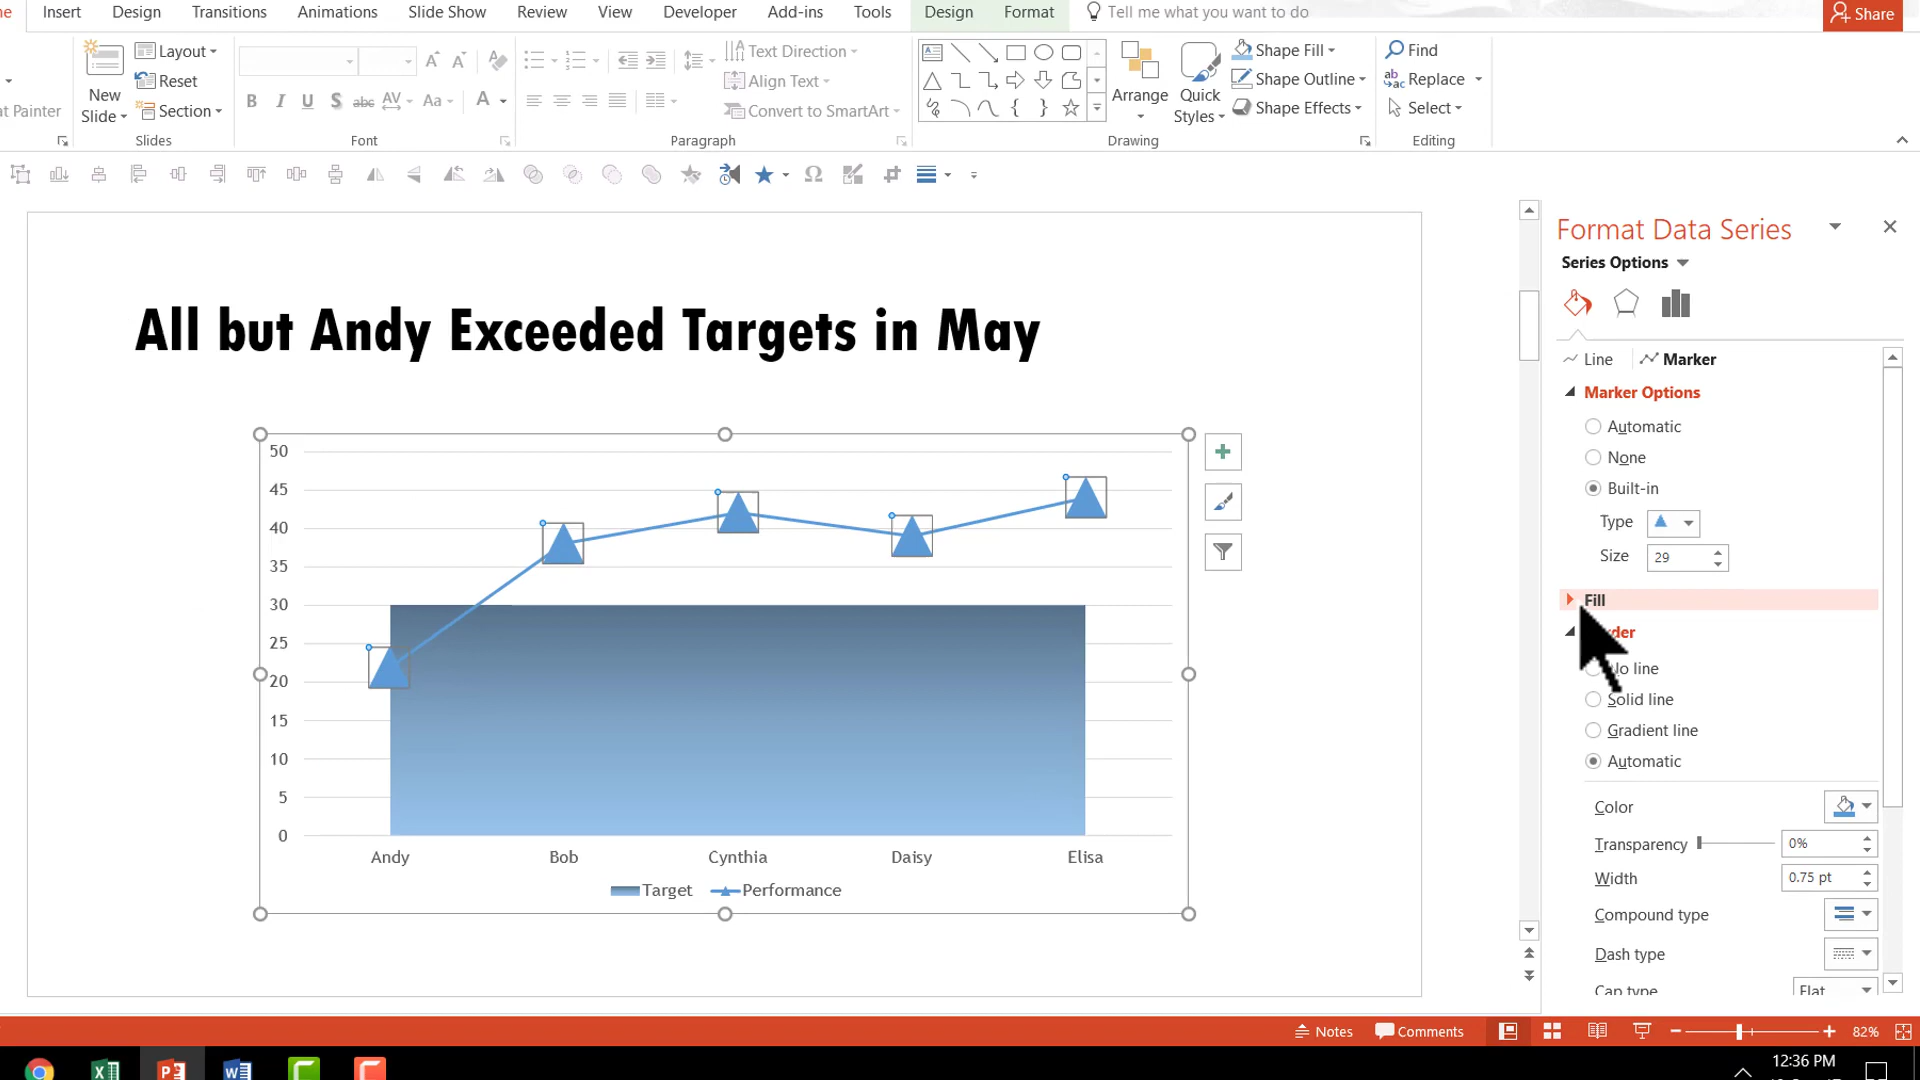 Insert Design Transitions Animations Slide Show Review View Developer Add-ins Tools Design Format Tell me what you want to do Share
Layout
Reset
Section
New
Slide
Slides
B I U S abc AV Aa A
Font
Text Direction
Align Text
Convert to SmartArt
Paragraph
Arrange
Quick
Styles
Shape Fill
Shape Outline
Shape Effects
Drawing
Find
Replace
Select
Editing
Painter
All but Andy Exceeded Targets in May
50
45
40
35
30
25
20
15
10
5
0
Andy Bob Cynthia Daisy Elisa
Target Performance
Format Data Series
Series Options
Line Marker
Marker Options
Automatic
None
Built-in
Type
Size 29
Fill
No line
Solid line
Gradient line
Automatic
Color
Transparency 0%
Width 0.75 pt
Compound type
Dash type
Cap type Flat
Notes Comments 82%
12:36 PM